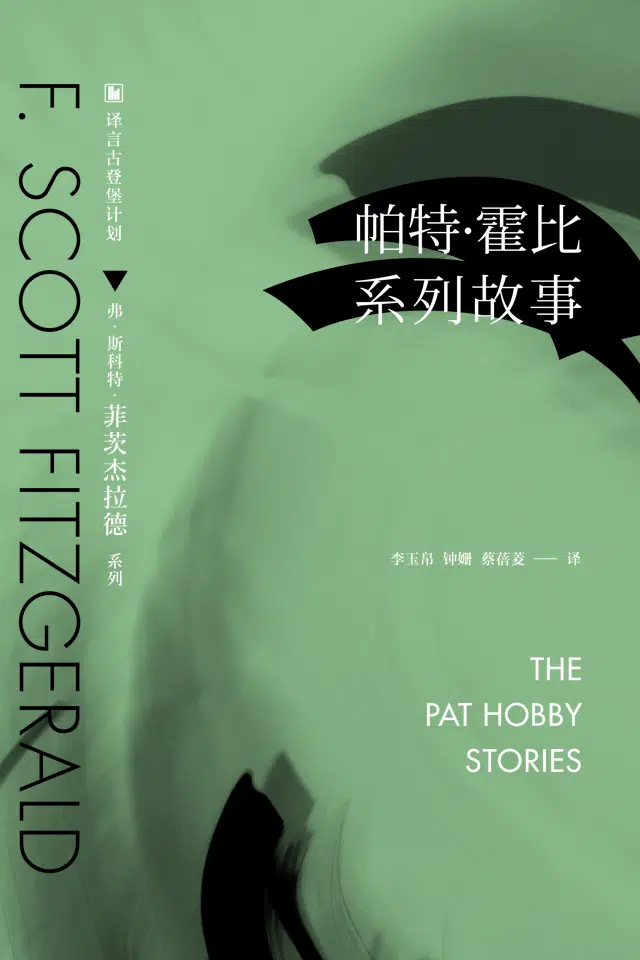 F. SCOTT FITZGERALD
译言古登堡计划
弗·斯科特·菲茨杰拉德 系列
帕特·霍比
系列故事
李玉帛 钟姗 蔡蓓菱 —— 译
THE
PAT HOBBY
STORIES